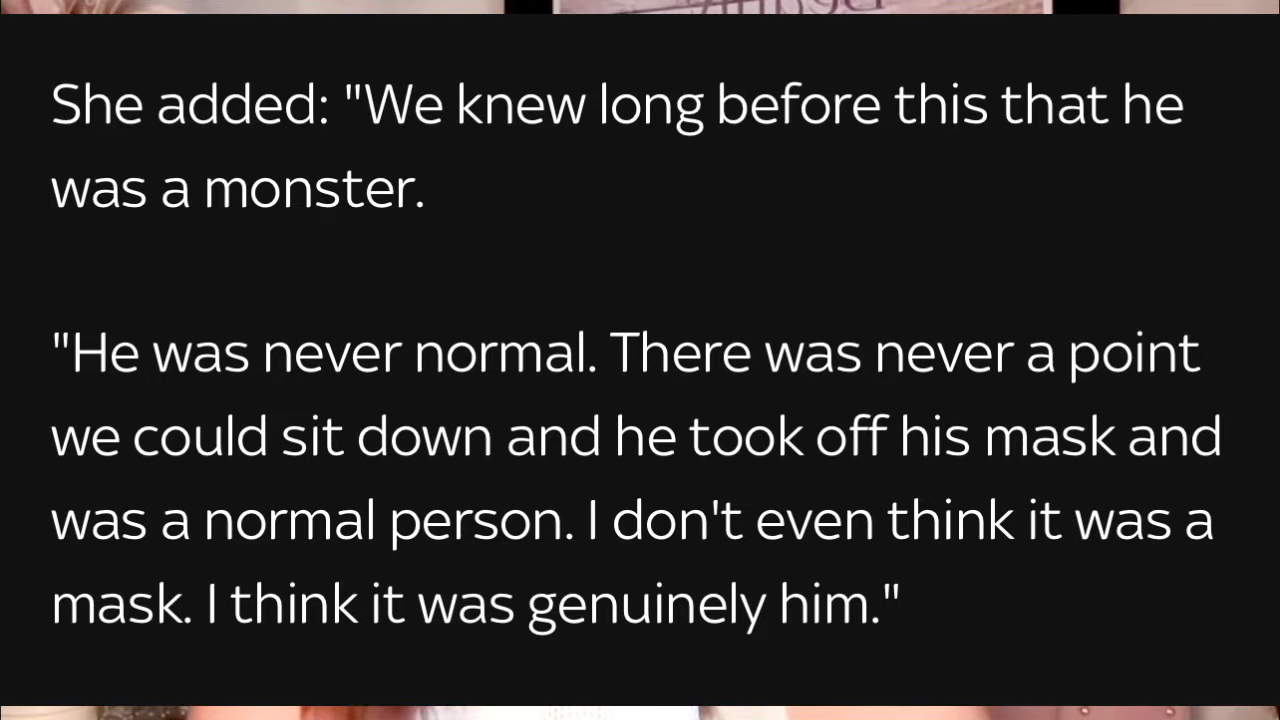 She added: "We knew long before this that he
was a monster.
"He was never normal. There was never a point
we could sit down and he took off his mask and
was a normal person. I don't even think it was a
mask. I think it was genuinely him."